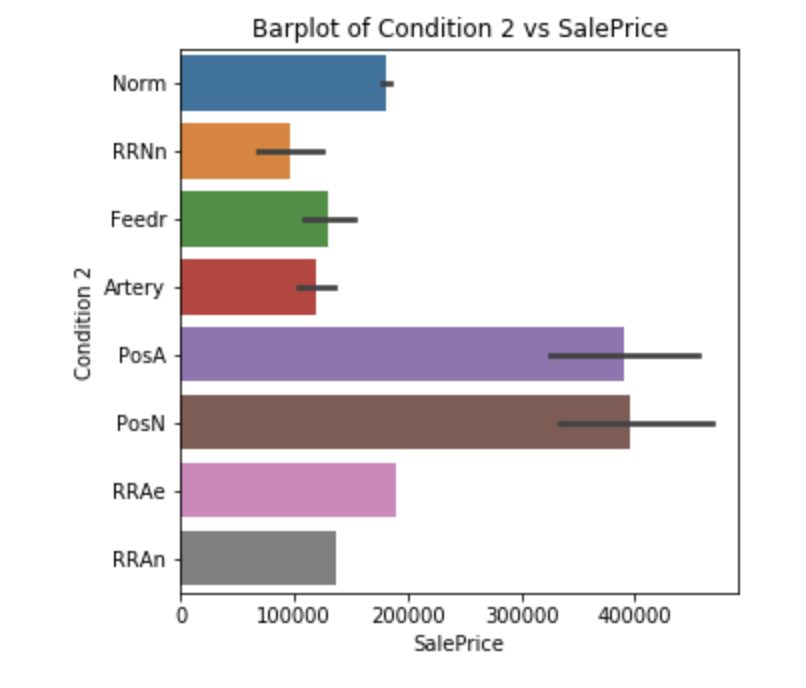 Barplot of Condition 2 vs SalePrice
Norm
RRNn
Feedr
Artery
PosA
PosN
RRAe
RRAn
Condition 2
0 100000 200000 300000 400000
SalePrice